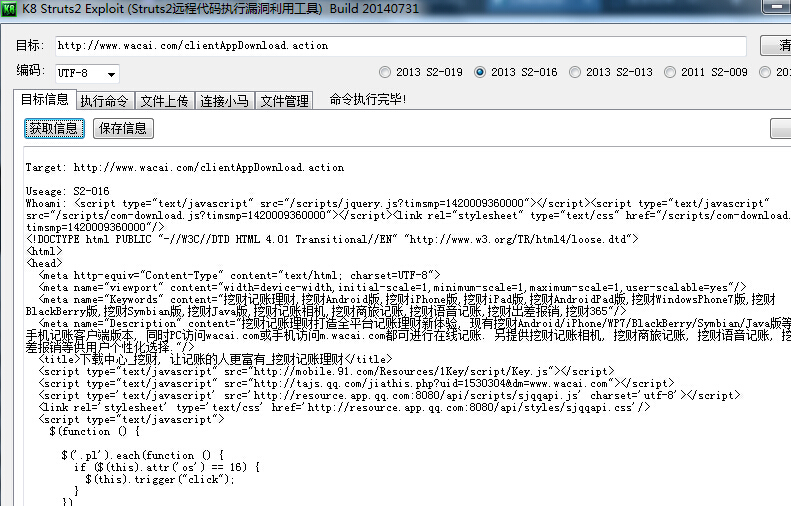 K8 Struts2 Exploit (Struts2远程代码执行漏洞利用工具) Build 20140731
目标: http://www.wacai.com/clientAppDownload.action 清
编码: UTF-8 2013 S2-019 2013 S2-016 2013 S2-013 2011 S2-009 201
目标信息 执行命令 文件上传 连接小马 文件管理 命令执行完毕!
获取信息 保存信息
Target: http://www.wacai.com/clientAppDownload.action
Useage: S2-016
Whoami: <script type="text/javascript" src="/scripts/jquery.js?timsmp=1420009360000"></script><script type="text/javascript"
src="/scripts/com-download.js?timsmp=1420009360000"></script><link rel="stylesheet" type="text/css" href="/scripts/com-download.
timsmp=1420009360000"/>
<!DOCTYPE html PUBLIC "-//W3C//DTD HTML 4.01 Transitional//EN" "http://www.w3.org/TR/html4/loose.dtd">
<html>
<head>
<meta http-equiv="Content-Type" content="text/html; charset=UTF-8">
<meta name="viewport" content="width=device-width,initial-scale=1,minimum-scale=1,maximum-scale=1,user-scalable=yes"/>
<meta name="Keywords" content="挖财记账理财,挖财Android版,挖财iPhone版,挖财iPad版,挖财AndroidPad版,挖财WindowsPhone7版,挖财
BlackBerry版,挖财Symbian版,挖财Java版,挖财记账相机,挖财商旅记账,挖财语音记账,挖财出差报销,挖财365"/>
<meta name="Description" content="挖财记账理财打造全平台记账理财新体验, 现有挖财Android/iPhone/WP7/BlackBerry/Symbian/Java版等
手机记账客户端版本, 同时PC访问wacai.com或手机访问m.wacai.com都可进行在线记账. 另提供挖财记账相机, 挖财商旅记账, 挖财语音记账, 挖
差报销等供用户个性化选择."/>
<title>下载中心_挖财, 让记账的人更富有_挖财记账理财</title>
<script type="text/javascript" src="http://mobile.91.com/Resources/1Key/script/Key.js"></script>
<script type="text/javascript" src="http://tajs.qq.com/jiathis.php?uid=1530304&dm=www.wacai.com"></script>
<script type='text/javascript' src='http://resource.app.qq.com:8080/api/scripts/sjqqapi.js' charset='utf-8'></script>
<link rel='stylesheet' type='text/css' href='http://resource.app.qq.com:8080/api/styles/sjqqapi.css'/>
<script type="text/javascript">
$(function () {
$('.pl').each(function () {
if ($(this).attr('os') == 16) {
$(this).trigger("click");
}
})